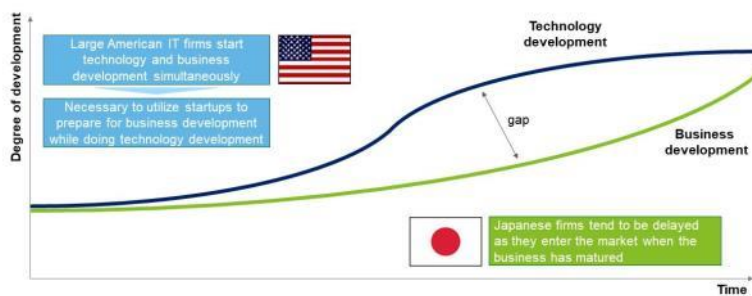 Degree of development
Large American IT firms start
technology and business
development simultaneously
Necessary to utilize startups to
prepare for business development
while doing technology development
Technology
development
gap
Business
development
Japanese firms tend to be delayed
as they enter the market when the
business has matured
Time